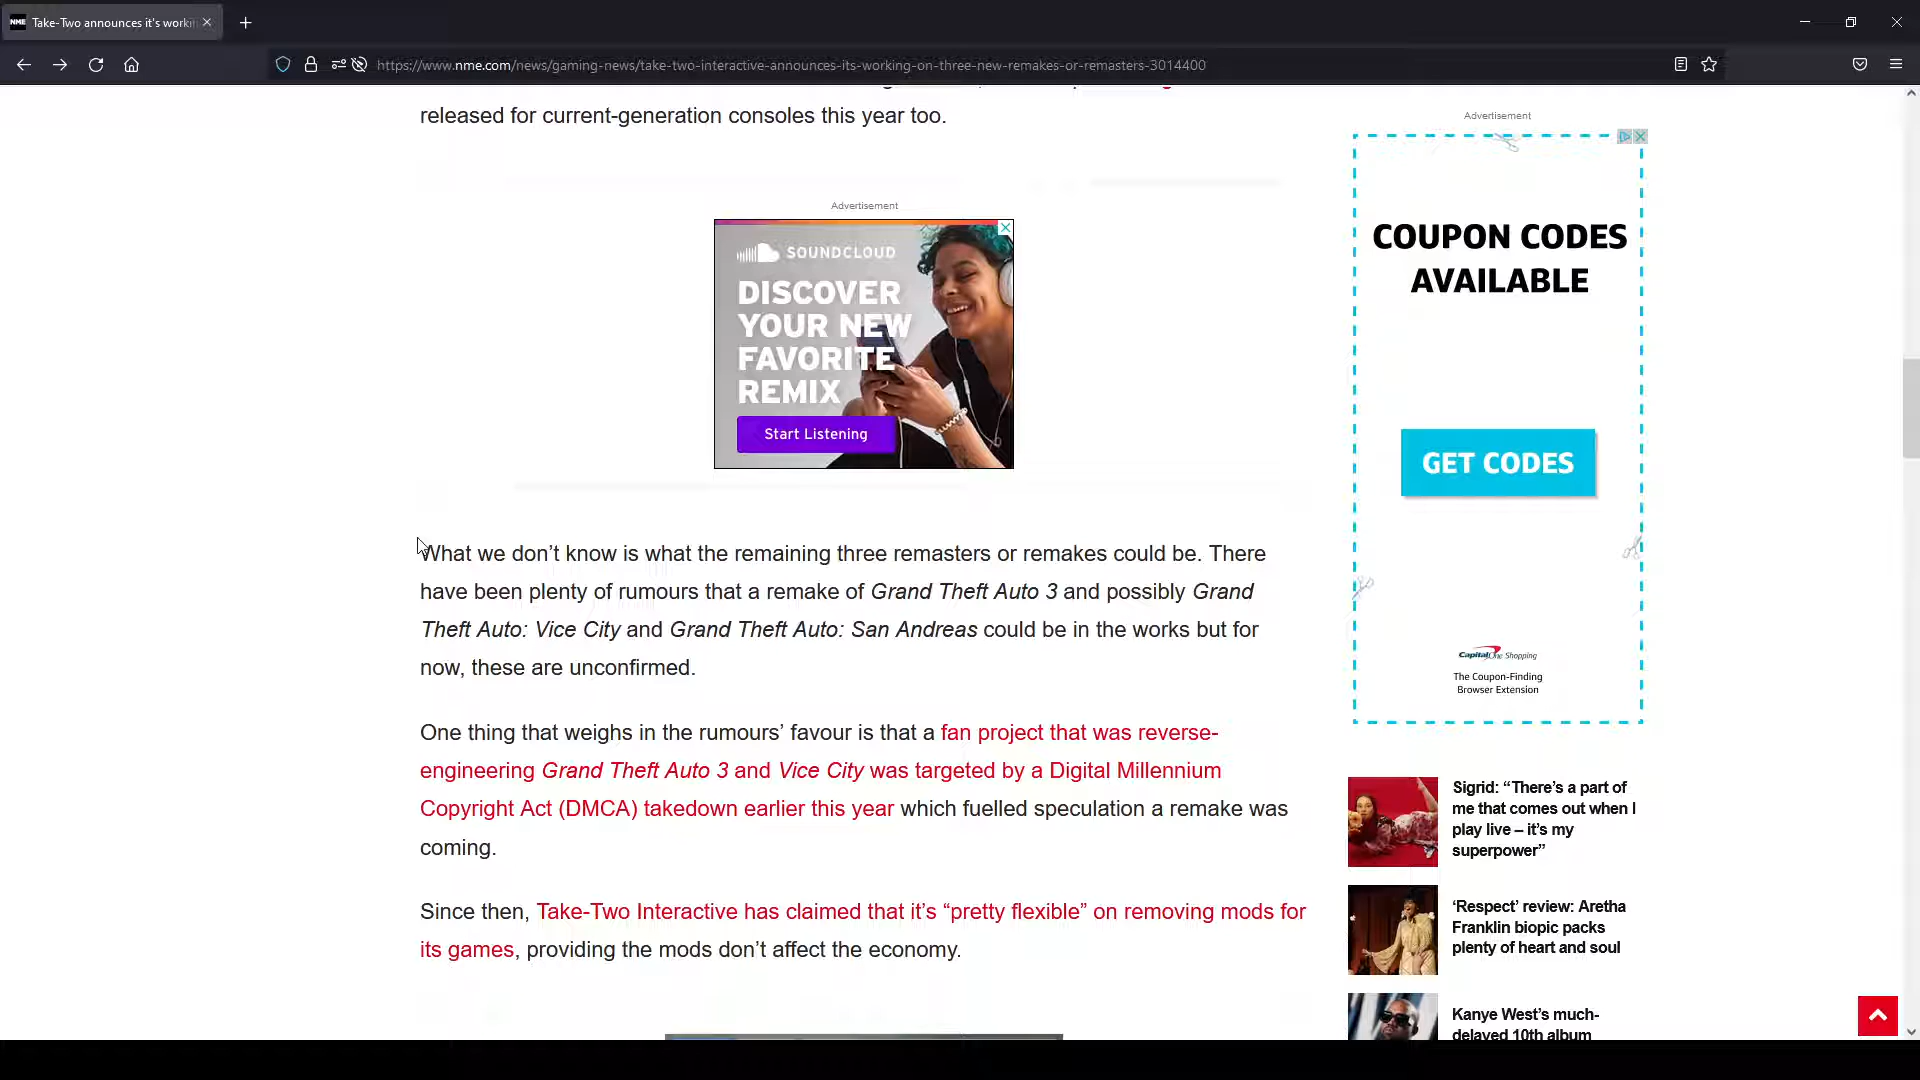 NME Take-Two announces it's worki
https://www.nme.com/news/gaming-news/take-two-interactive-announces-its-working-on-three-new-remakes-or-remasters-3014400
released for current-generation consoles this year too.
Advertisement
SOUNDCLOUD
DISCOVER
YOUR NEW
FAVORITE
REMIX
Start Listening
What we don’t know is what the remaining three remasters or remakes could be. There
have been plenty of rumours that a remake of Grand Theft Auto 3 and possibly Grand
Theft Auto: Vice City and Grand Theft Auto: San Andreas could be in the works but for
now, these are unconfirmed.
One thing that weighs in the rumours’ favour is that a fan project that was reverse-
engineering Grand Theft Auto 3 and Vice City was targeted by a Digital Millennium
Copyright Act (DMCA) takedown earlier this year which fuelled speculation a remake was
coming.
Since then, Take-Two Interactive has claimed that it’s “pretty flexible” on removing mods for
its games, providing the mods don’t affect the economy.
Advertisement
COUPON CODES
AVAILABLE
GET CODES
CapitalOne Shopping
The Coupon-Finding
Browser Extension
Sigrid: “There’s a part of
me that comes out when I
play live – it’s my
superpower”
‘Respect’ review: Aretha
Franklin biopic packs
plenty of heart and soul
Kanye West’s much-
delayed 10th album